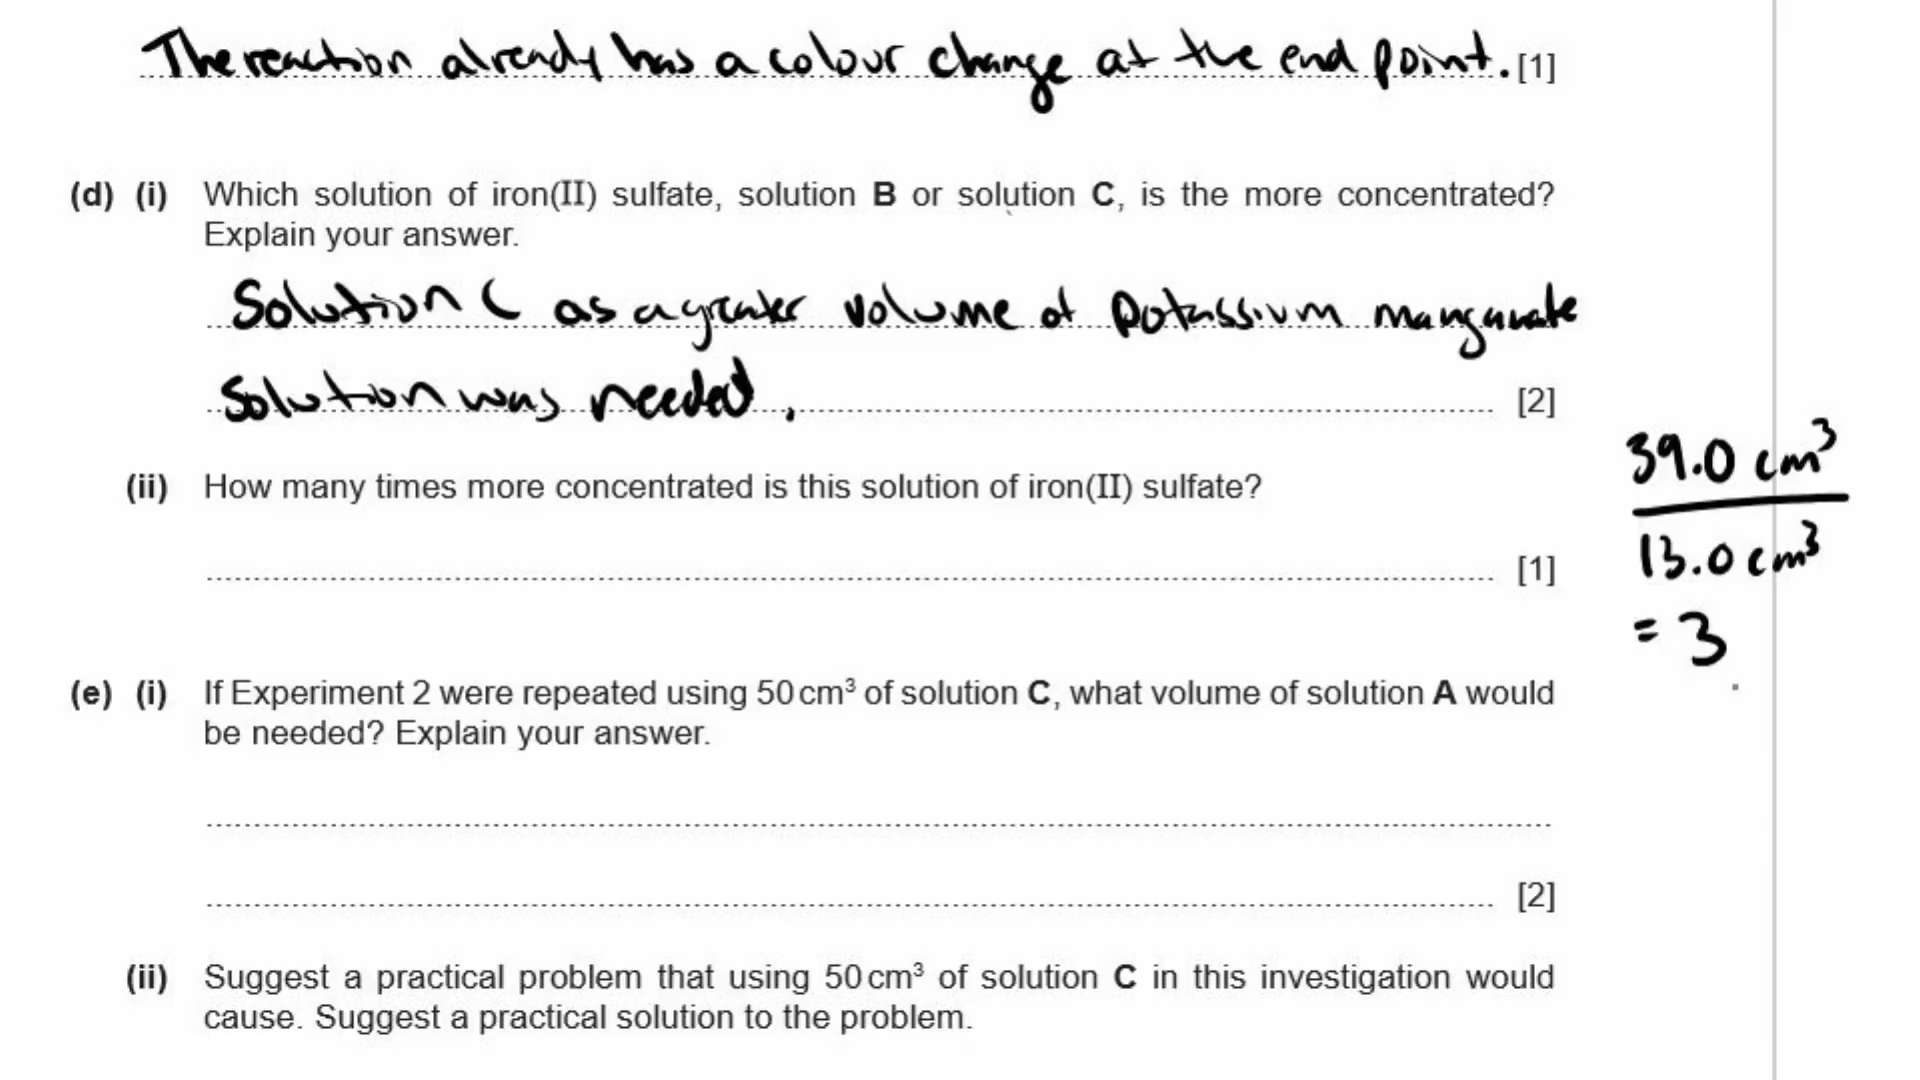 The reaction already has a colour change at the end point. [1]
(d) (i) Which solution of iron(II) sulfate, solution B or solution C, is the more concentrated?
Explain your answer.
Solution C as a greater volume of Potassium manganate
Solution was needed. [2]
(ii) How many times more concentrated is this solution of iron(II) sulfate?
[1]
39.0 cm³
13.0 cm³
= 3
(e) (i) If Experiment 2 were repeated using 50 cm³ of solution C, what volume of solution A would
be needed? Explain your answer.
[2]
(ii) Suggest a practical problem that using 50 cm³ of solution C in this investigation would
cause. Suggest a practical solution to the problem.